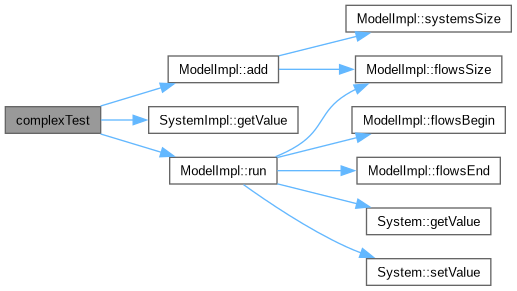 complexTest
ModelImpl::add
SystemImpl::getValue
ModelImpl::run
ModelImpl::systemsSize
ModelImpl::flowsSize
ModelImpl::flowsBegin
ModelImpl::flowsEnd
System::getValue
System::setValue